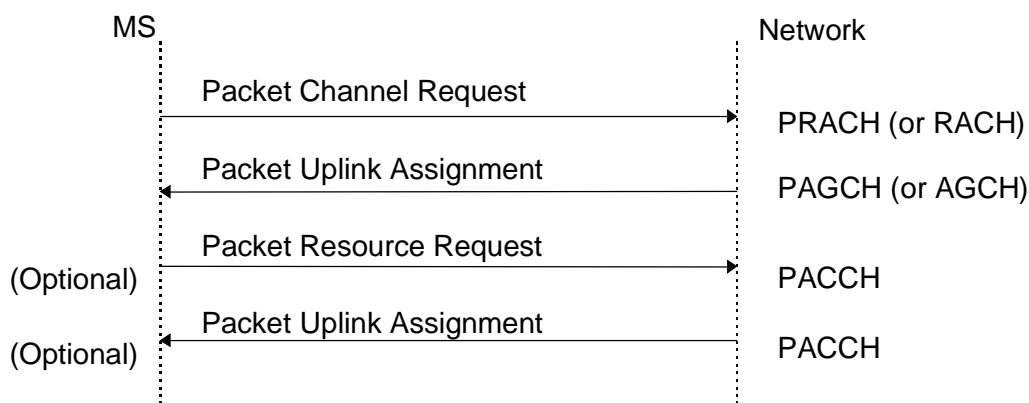 MS
Network
Packet Channel Request
PRACH (or RACH)
Packet Uplink Assignment
PAGCH (or AGCH)
Packet Resource Request
(Optional)
PACCH
Packet Uplink Assignment
(Optional)
PACCH